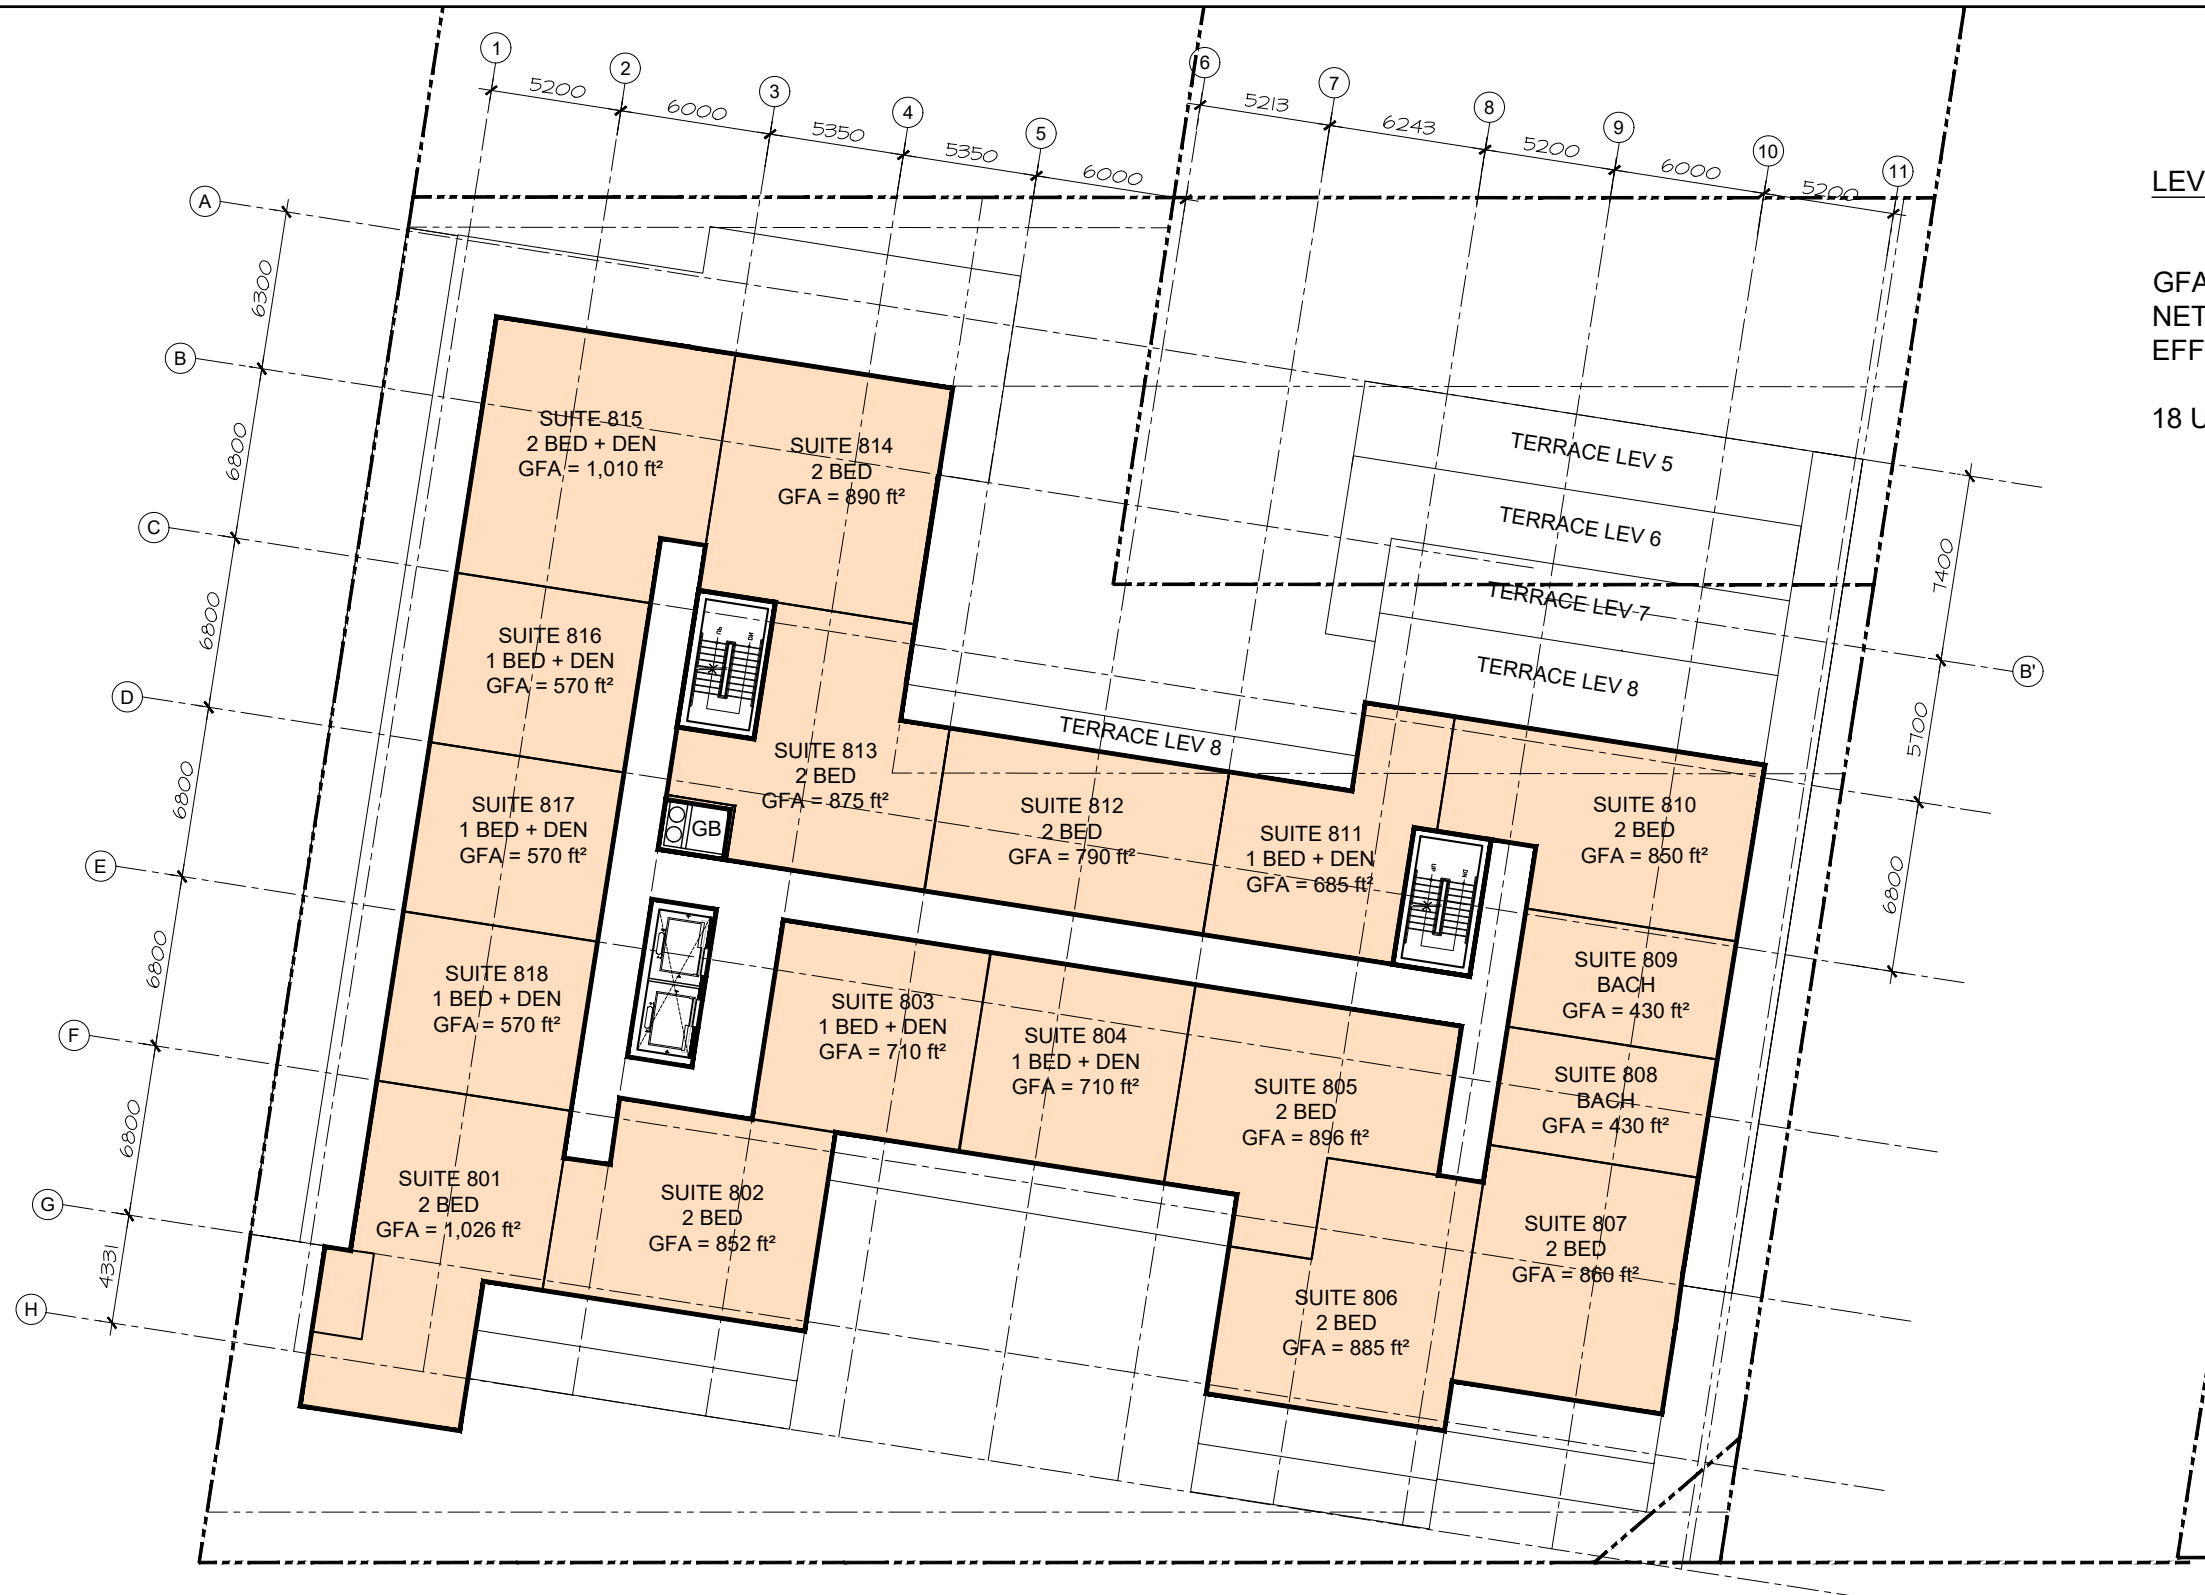 1
2
3
4
5
6
7
8
9
10
11
5200
6000
5350
5350
6000
5213
6243
5200
6000
5200
A
B
C
D
E
F
G
H
B'
6300
6800
6800
6800
6800
6800
4331
7400
5700
6800
LEV
GFA
NET
EFF
18 U
SUITE 815
2 BED + DEN
GFA = 1,010 ft²
SUITE 814
2 BED
GFA = 890 ft²
TERRACE LEV 5
TERRACE LEV 6
TERRACE LEV 7
TERRACE LEV 8
SUITE 816
1 BED + DEN
GFA = 570 ft²
UP
DN
SUITE 813
2 BED
GFA = 875 ft²
TERRACE LEV 8
SUITE 817
1 BED + DEN
GFA = 570 ft²
GB
SUITE 812
2 BED
GFA = 790 ft²
SUITE 811
1 BED + DEN
GFA = 685 ft²
UP
DN
SUITE 810
2 BED
GFA = 850 ft²
SUITE 818
1 BED + DEN
GFA = 570 ft²
SUITE 803
1 BED + DEN
GFA = 710 ft²
SUITE 804
1 BED + DEN
GFA = 710 ft²
SUITE 805
2 BED
GFA = 896 ft²
SUITE 809
BACH
GFA = 430 ft²
SUITE 808
BACH
GFA = 430 ft²
SUITE 801
2 BED
GFA = 1,026 ft²
SUITE 802
2 BED
GFA = 852 ft²
SUITE 806
2 BED
GFA = 885 ft²
SUITE 807
2 BED
GFA = 860 ft²